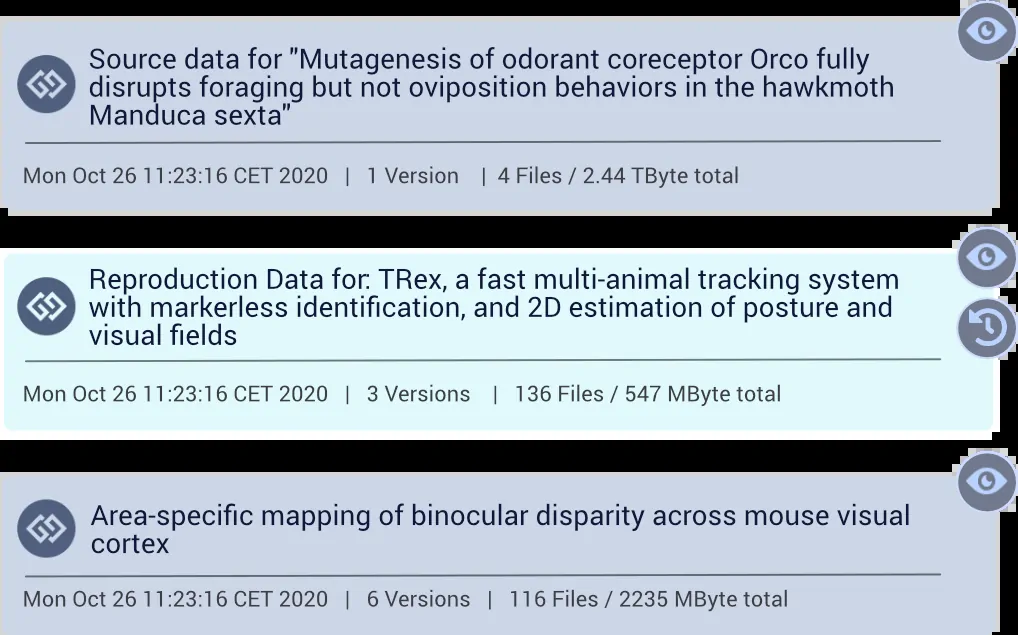 Source data for "Mutagenesis of odorant coreceptor Orco fully
disrupts foraging but not oviposition behaviors in the hawkmoth
Manduca sexta"
Mon Oct 26 11:23:16 CET 2020 | 1 Version | 4 Files / 2.44 TByte total
Reproduction Data for: TRex, a fast multi-animal tracking system
with markerless identification, and 2D estimation of posture and
visual fields
Mon Oct 26 11:23:16 CET 2020 | 3 Versions | 136 Files / 547 MByte total
Area-specific mapping of binocular disparity across mouse visual
cortex
Mon Oct 26 11:23:16 CET 2020 | 6 Versions | 116 Files / 2235 MByte total